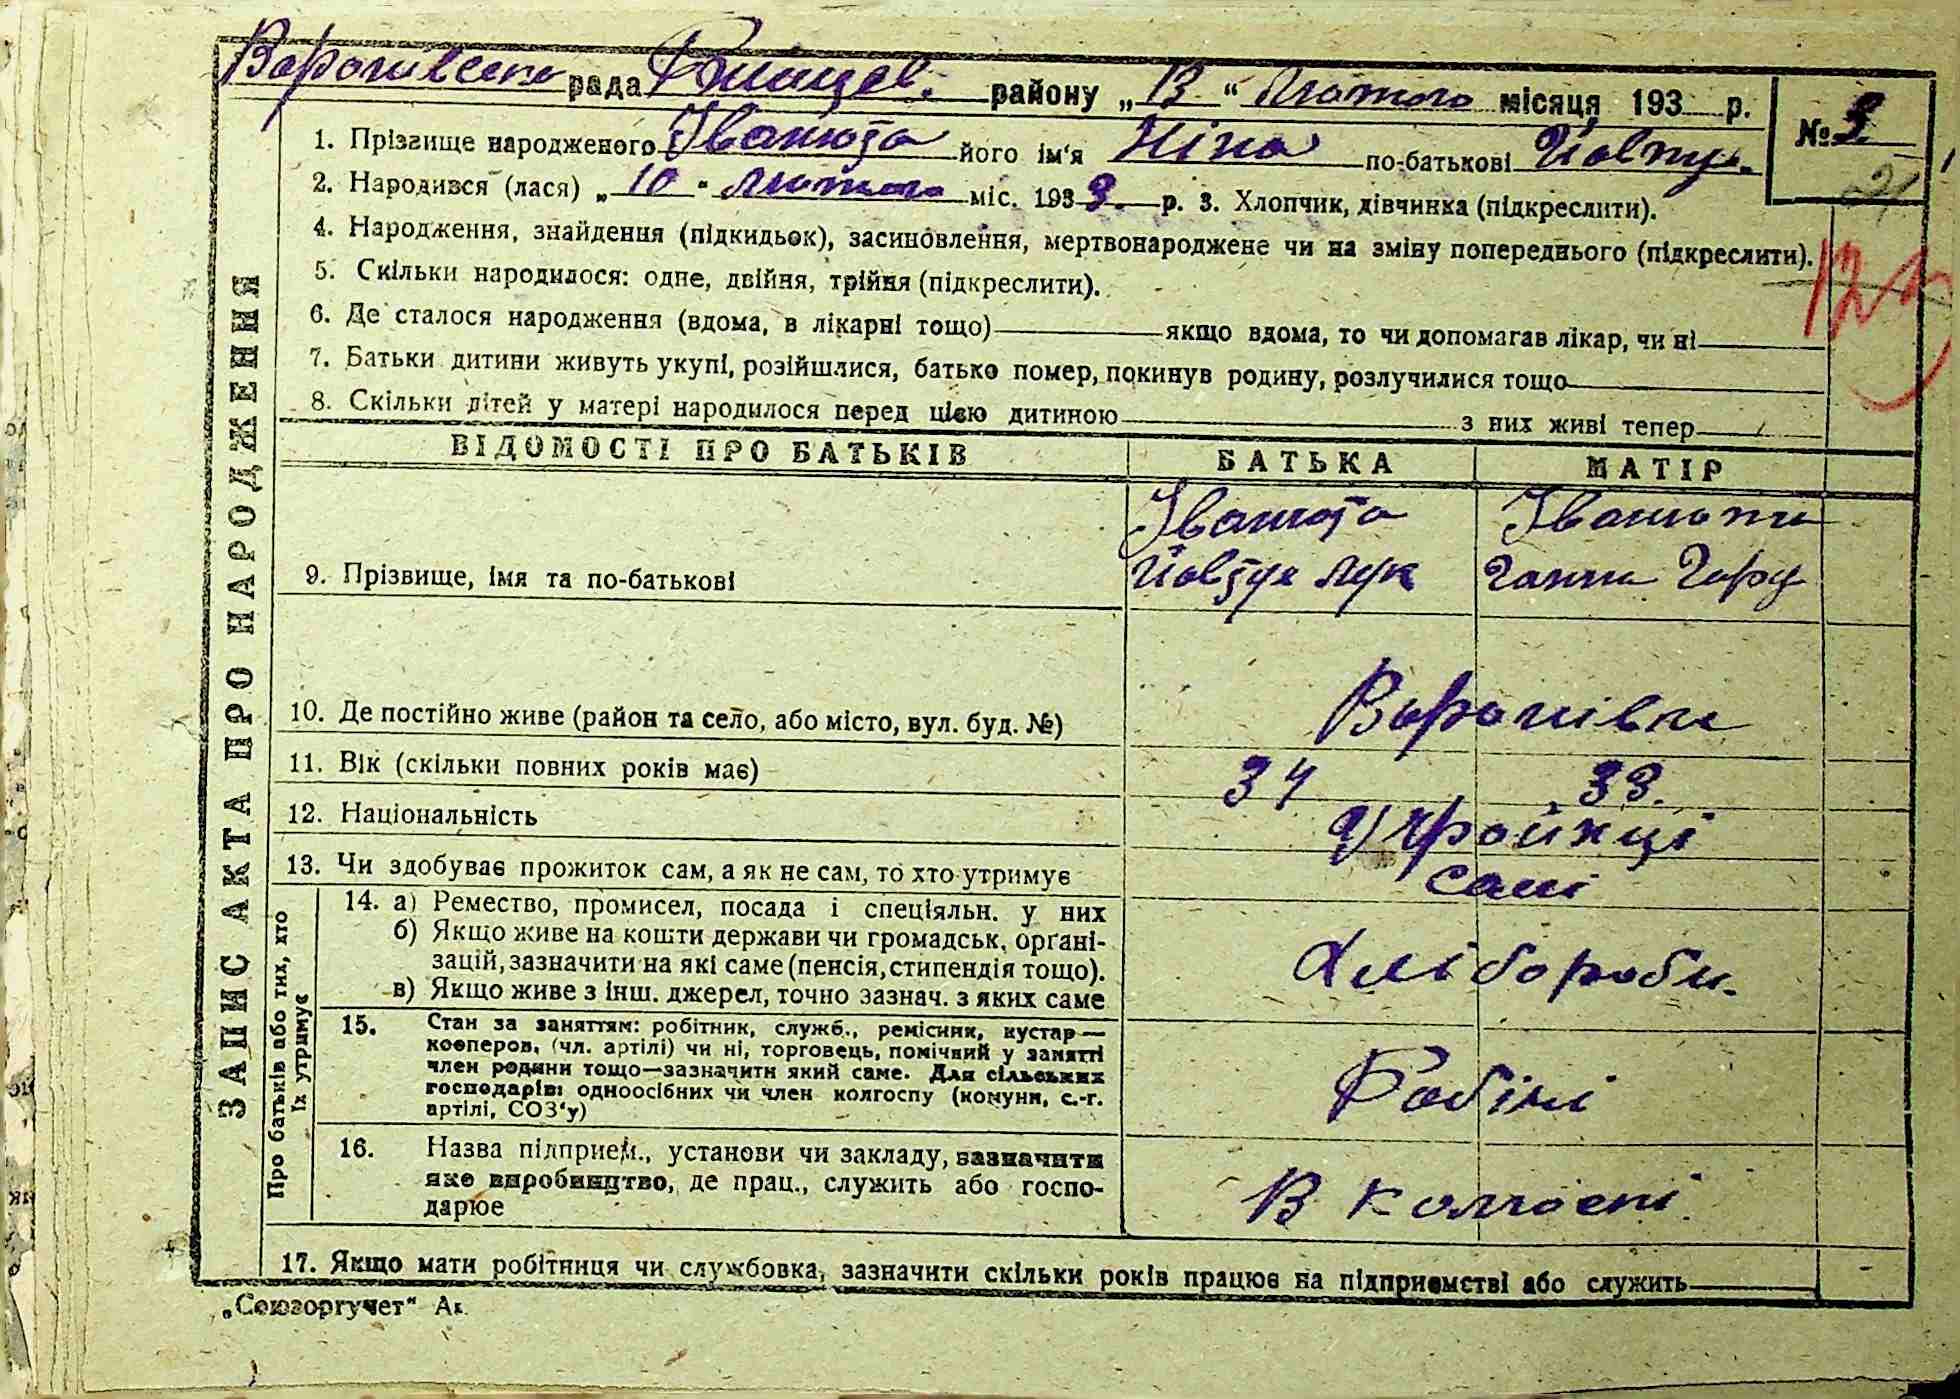 рада району „13“ Лютого місяця 193 р.
№ 3
1. Прізвище народженого Іванюта його ім'я Ніна по-батькові
2. Народився (лася) „10“ Лютого міс. 1933. р. 3. Хлопчик, дівчинка (підкреслити).
4. Народження, знайдення (підкидьок), засиновлення, мертвонароджене чи на зміну попереднього (підкреслити).
5. Скільки народилося: одне, двійня, трійня (підкреслити).
6. Де сталося народження (вдома, в лікарні тощо) якщо вдома, то чи допомагав лікар, чи ні
7. Батьки дитини живуть укупі, розійшлися, батько помер, покинув родину, розлучилися тощо
8. Скільки дітей у матері народилося перед цією дитиною з них живі тепер
ЗАПИС АКТА ПРО НАРОДЖЕННЯ
ВІДОМОСТІ ПРО БАТЬКІВ БАТЬКА МАТІР
Іванюта Іванюта
9. Прізвище, імя та по-батькові Йовтух Лук Ганна
10. Де постійно живе (район та село, або місто, вул. буд. №)
11. Вік (скільки повних років має) 34 33.
12. Національність Українці
13. Чи здобуває прожиток сам, а як не сам, то хто утримує самі
Про батьків або тих, хто
їх утримує
14. а) Ремество, промисел, посада і спеціяльн. у них
б) Якщо живе на кошти держави чи громадськ. органі-
зацій, зазначити на які саме (пенсія, стипендія тощо). Хлібороби.
в) Якщо живе з інш. джерел, точно зазнач. з яких саме
15. Стан за заняттям: робітник, служб., ремісник, кустар—
кооперов. (чл. артілі) чи ні, торговець, помічний у занятті
член родини тощо—зазначити який саме. Для сільських
господарів: одноосібних чи член колгоспу (комуни, с.-г.
артілі, СОЗ'у)
16. Назва підприєм., установи чи закладу, зазначити
яке виробництво, де прац., служить або госпо- В колгоспі
дарює
17. Якщо мати робітниця чи службовка, зазначити скільки років працює на підприємстві або служить
„Союзоргучет“